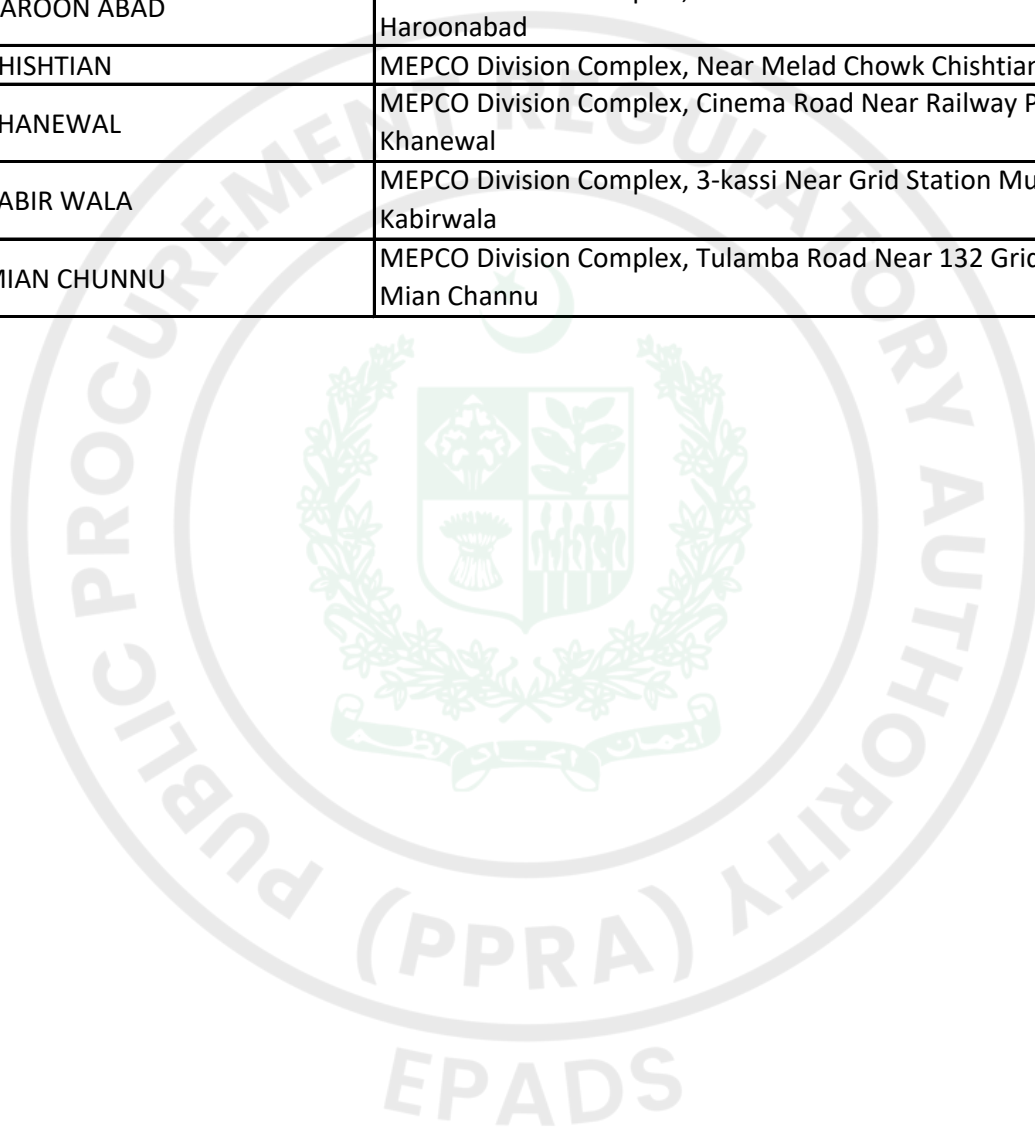 AROON ABAD
Haroonabad
HISHTIAN
MEPCO Division Complex, Near Melad Chowk Chishtian
HANEWAL
MEPCO Division Complex, Cinema Road Near Railway P
Khanewal
ABIR WALA
MEPCO Division Complex, 3-kassi Near Grid Station Mu
Kabirwala
MIAN CHUNNU
MEPCO Division Complex, Tulamba Road Near 132 Grid
Mian Channu
PUBLIC PROCUREMENT REGULATORY AUTHORITY
(PPRA)
EPADS